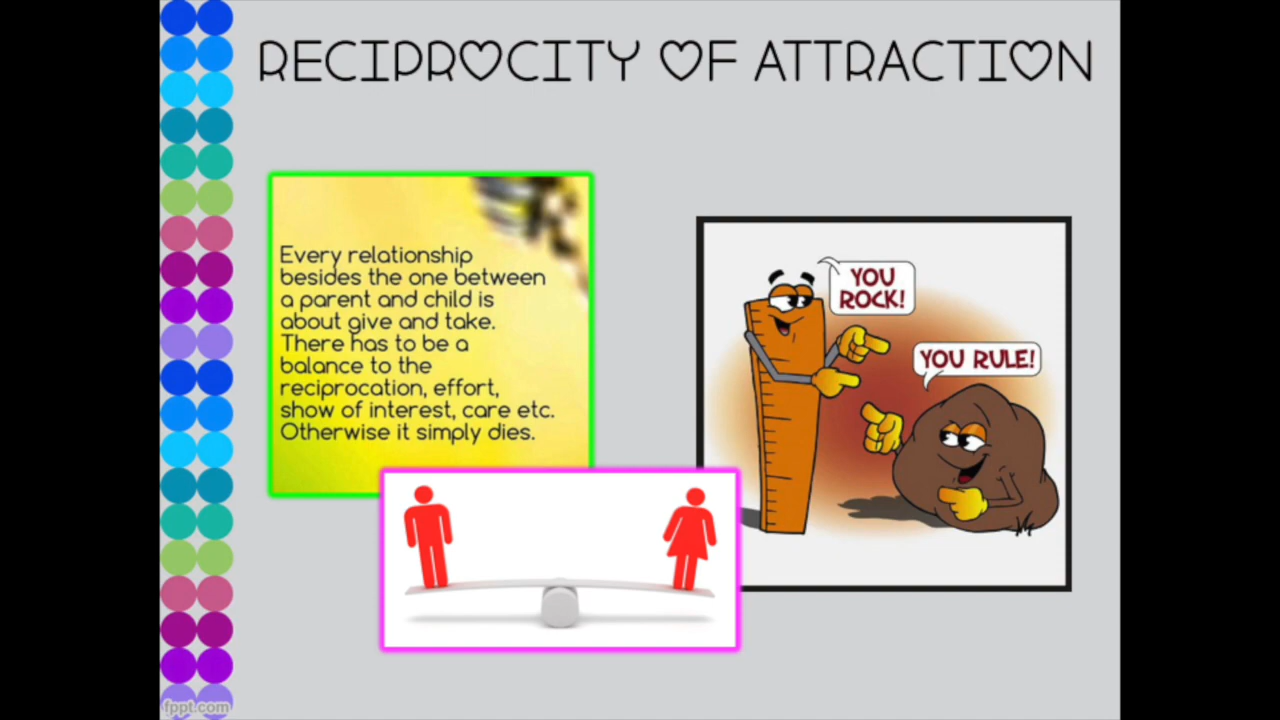 RECIPROCITY OF ATTRACTION
Every relationship
besides the one between
a parent and child is
about give and take.
There has to be a
balance to the
reciprocation, effort,
show of interest, care etc.
Otherwise it simply dies.
YOU
ROCK!
YOU RULE!
fppt.com